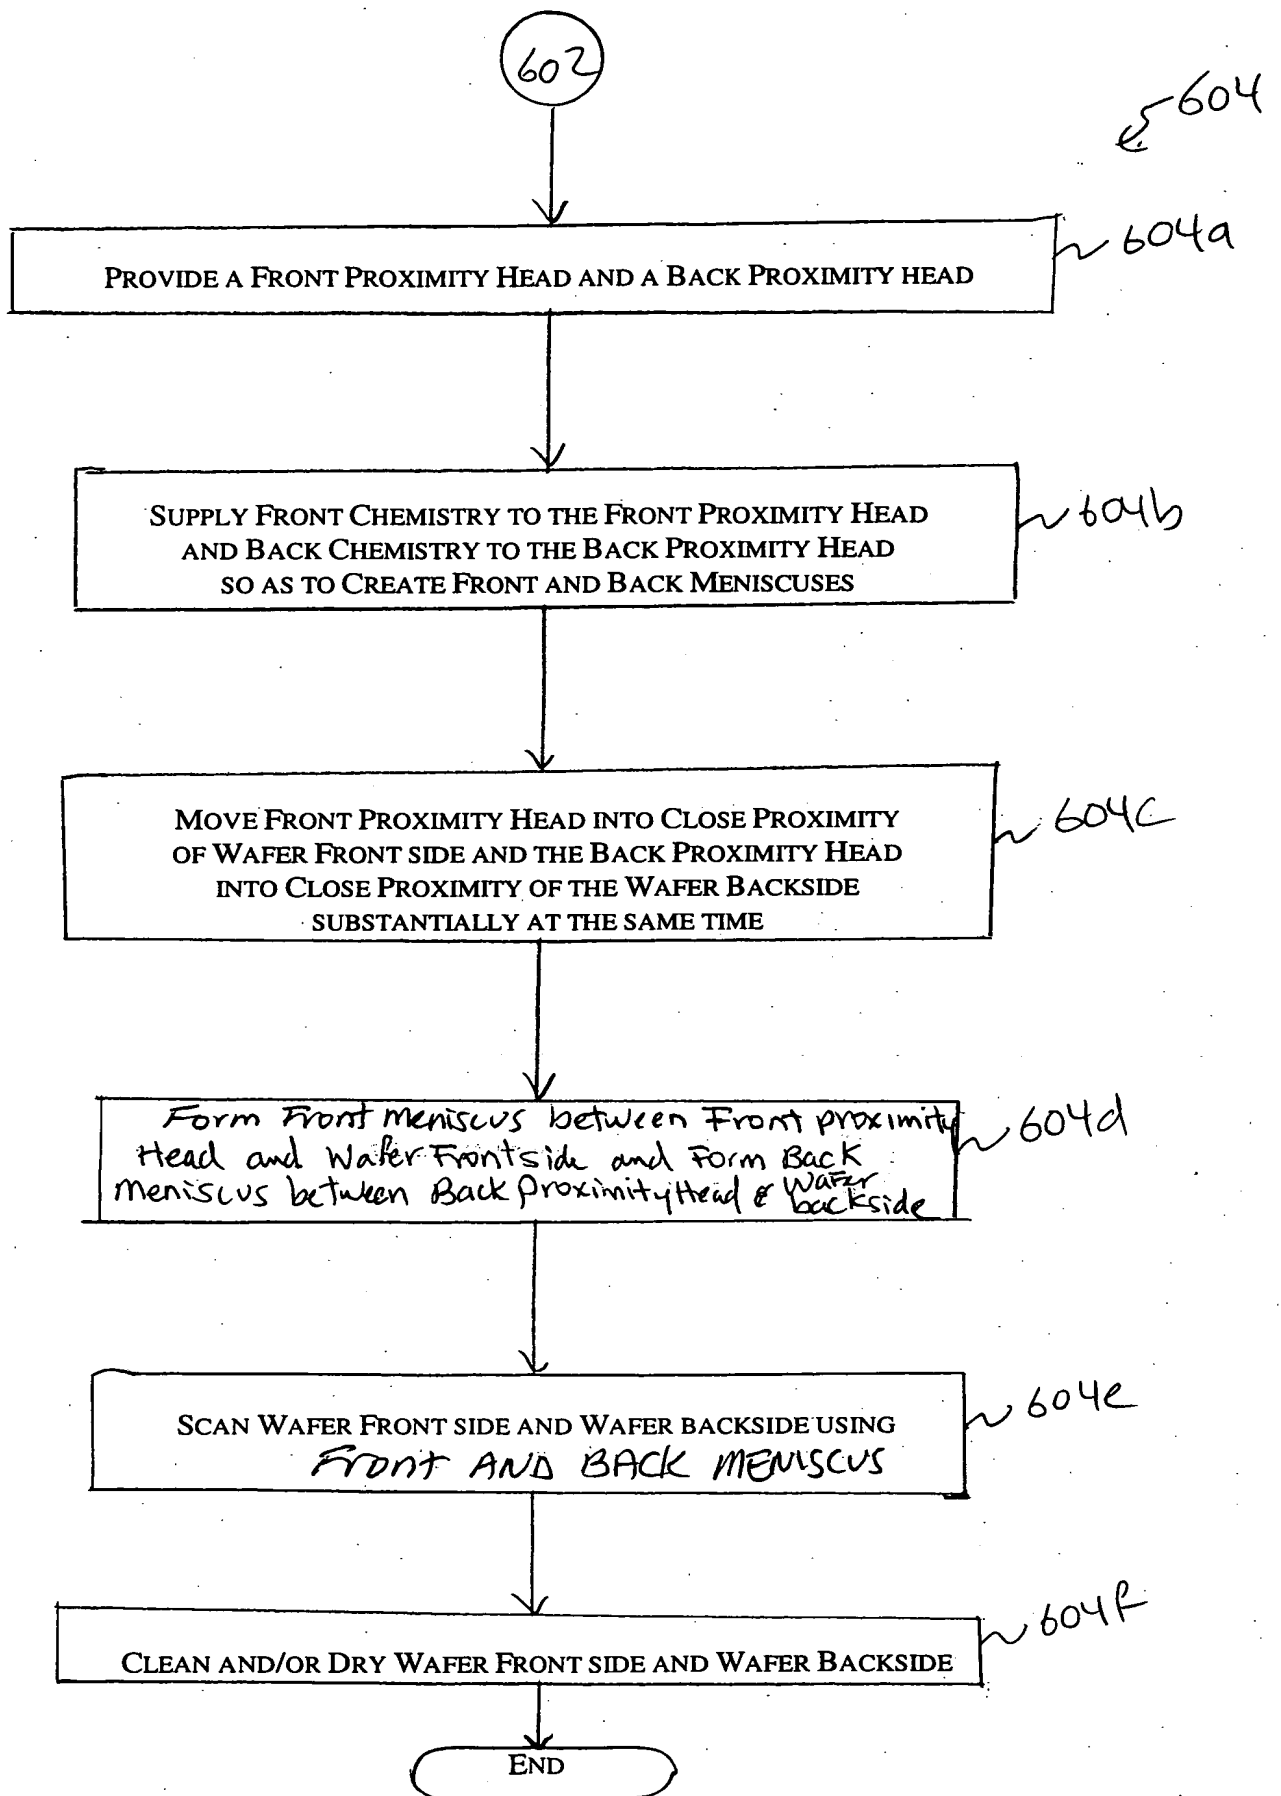 602
604
604a
PROVIDE A FRONT PROXIMITY HEAD AND A BACK PROXIMITY HEAD
604b
SUPPLY FRONT CHEMISTRY TO THE FRONT PROXIMITY HEAD
AND BACK CHEMISTRY TO THE BACK PROXIMITY HEAD
SO AS TO CREATE FRONT AND BACK MENISCUSES
604c
MOVE FRONT PROXIMITY HEAD INTO CLOSE PROXIMITY
OF WAFER FRONT SIDE AND THE BACK PROXIMITY HEAD
INTO CLOSE PROXIMITY OF THE WAFER BACKSIDE
SUBSTANTIALLY AT THE SAME TIME
604d
Form Front meniscus between Front proximity
Head and Wafer Frontside and Form Back
Meniscus between Back Proximity Head & Wafer
backside
604e
SCAN WAFER FRONT SIDE AND WAFER BACKSIDE USING
Front AND BACK MENISCUS
604f
CLEAN AND/OR DRY WAFER FRONT SIDE AND WAFER BACKSIDE
END